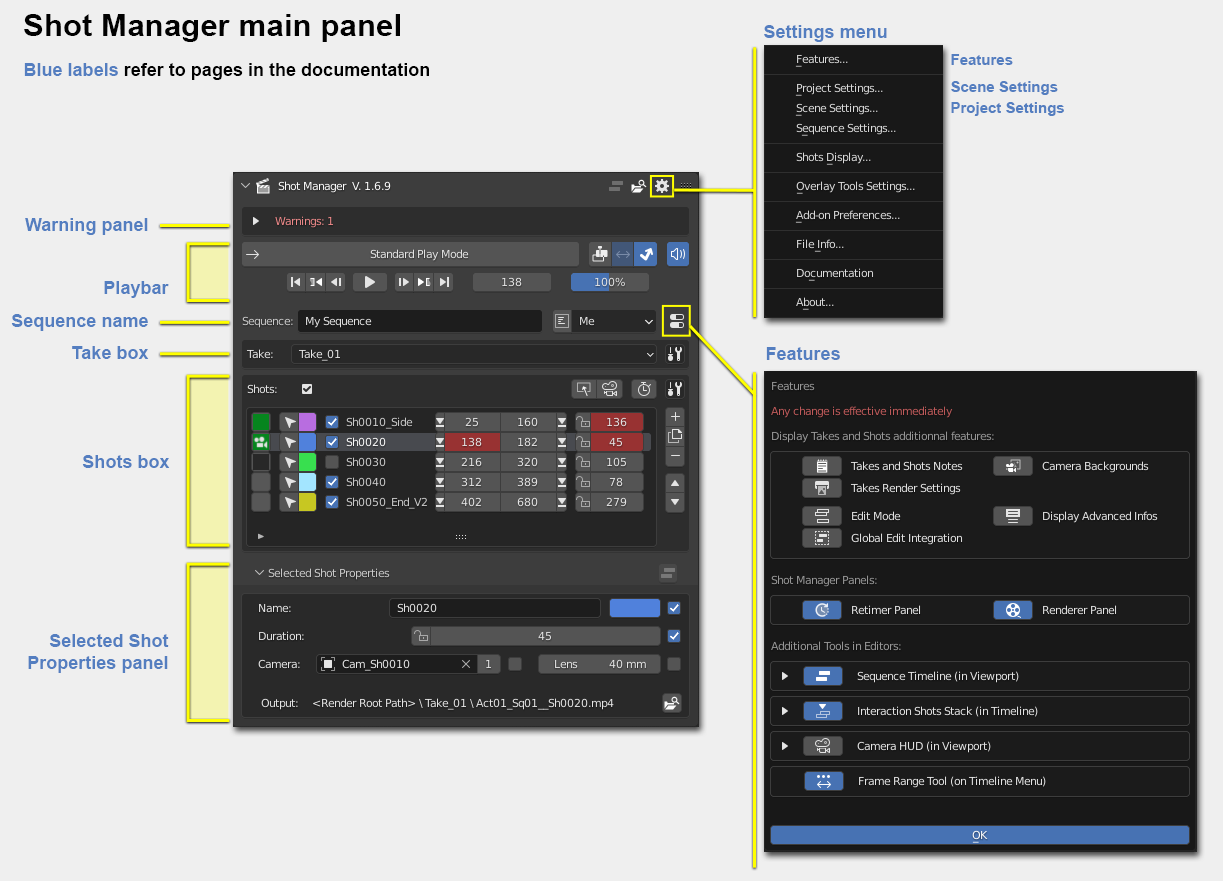 Shot Manager main panel
Blue labels refer to pages in the documentation
Settings menu
Features...
Project Settings...
Scene Settings...
Sequence Settings...
Shots Display...
Overlay Tools Settings...
Add-on Preferences...
File Info...
Documentation
About...
Features
Scene Settings
Project Settings
Shot Manager V. 1.6.9
Warning panel
Warnings: 1
Playbar
Standard Play Mode
138
100%
Sequence name
Sequence: My Sequence Me
Take box
Take: Take_01
Shots box
Shots:
Sh0010_Side 25 160 136
Sh0020 138 182 45
Sh0030 216 320 105
Sh0040 312 389 78
Sh0050_End_V2 402 680 279
Selected Shot
Properties panel
Selected Shot Properties
Name: Sh0020
Duration: 45
Camera: Cam_Sh0010 1 Lens 40 mm
Output: <Render Root Path> \ Take_01 \ Act01_Sq01__Sh0020.mp4
Features
Features
Any change is effective immediately
Display Takes and Shots additionnal features:
Takes and Shots Notes Camera Backgrounds
Takes Render Settings
Edit Mode Display Advanced Infos
Global Edit Integration
Shot Manager Panels:
Retimer Panel Renderer Panel
Additional Tools in Editors:
Sequence Timeline (in Viewport)
Interaction Shots Stack (in Timeline)
Camera HUD (in Viewport)
Frame Range Tool (on Timeline Menu)
OK